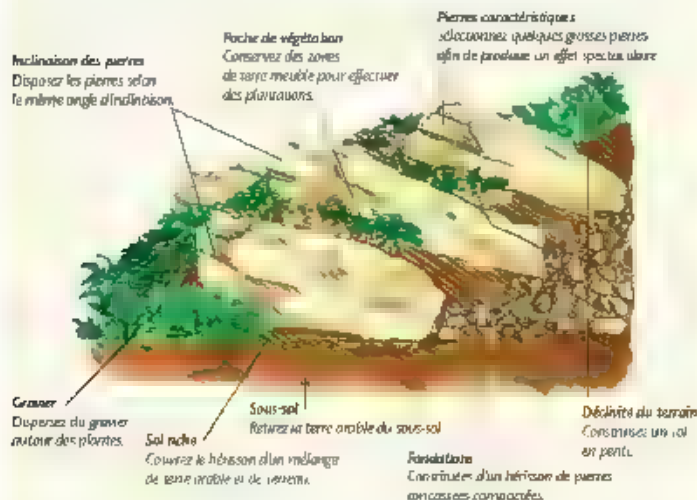 Pierres caractéristiques
Sélectionnez quelques grosses pierres
afin de produire un effet spectaculaire
Poche de végétation
Conservez des zones
de terre meuble pour effectuer
des plantations.
Inclinaison des pierres
Disposez les pierres selon
le même angle d'inclinaison.
Gravier
Dispersez du gravier
autour des plantes.
Sol riche
Couvrez le hérisson d'un mélange
de terre arable et de terreau.
Sous-sol
Retirez la terre arable du sous-sol
Fondations
Constituées d'un hérisson de pierres
concassées compactées.
Déclivité du terrain
Construisez un sol
en pente.